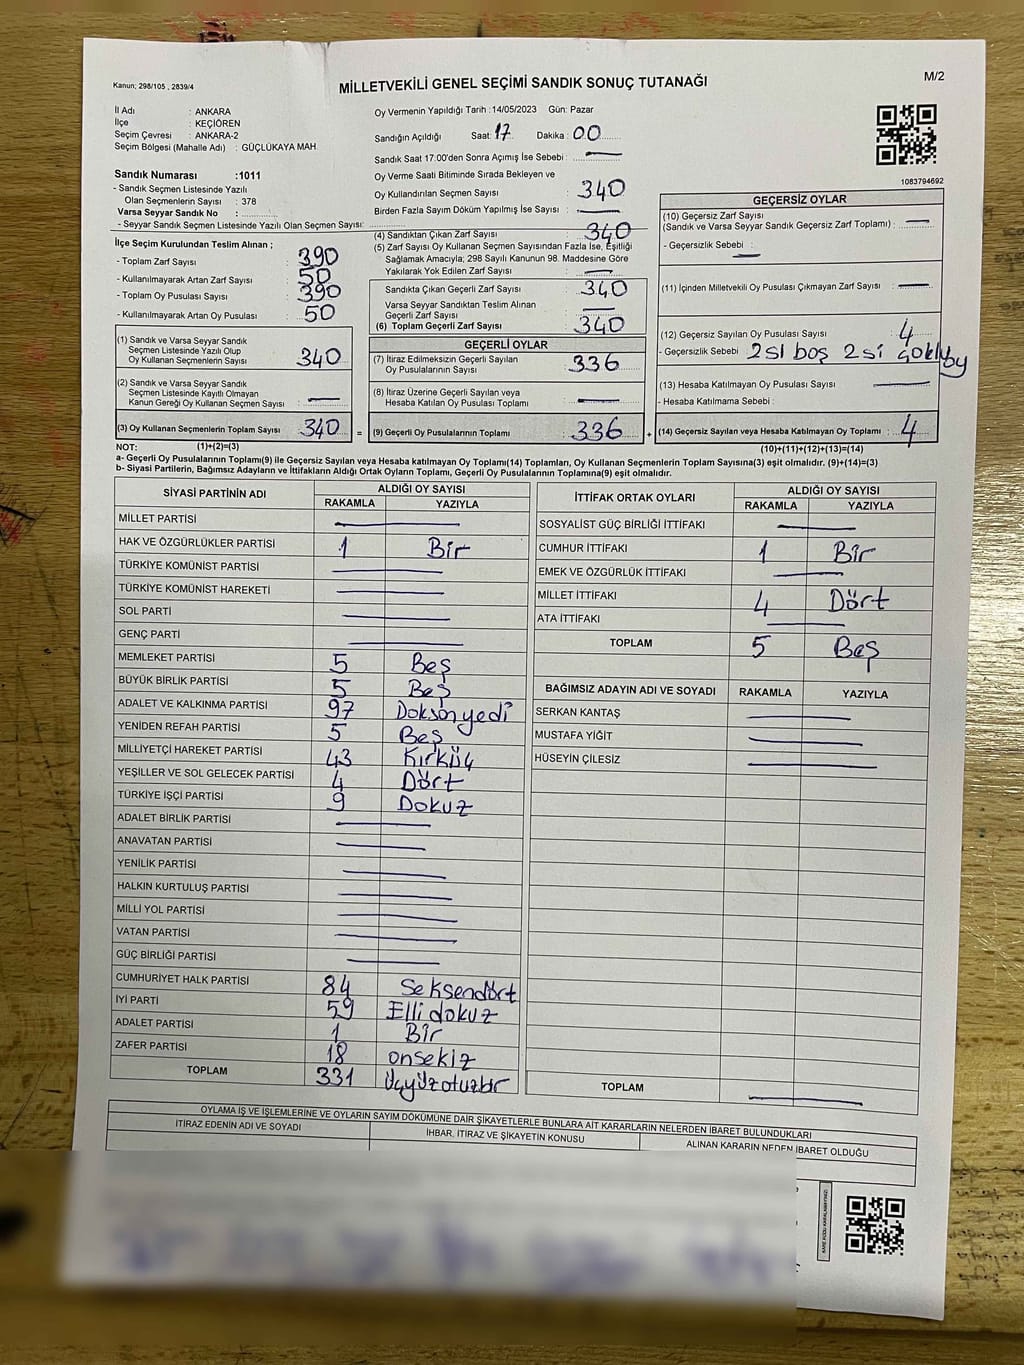 Kanun; 298/105 , 2839/4
MİLLETVEKİLİ GENEL SEÇİMİ SANDIK SONUÇ TUTANAĞI
M/2
İl Adı : ANKARA
İlçe : KEÇİÖREN
Seçim Çevresi : ANKARA-2
Seçim Bölgesi (Mahalle Adı) : GÜÇLÜKAYA MAH.
Oy Vermenin Yapıldığı Tarih :14/05/2023 Gün: Pazar
Sandığın Açıldığı Saat: 17 Dakika : 00
Sandık Saat 17:00'den Sonra Açımış İse Sebebi :
Oy Verme Saati Bitiminde Sırada Bekleyen ve
Oy Kullandırılan Seçmen Sayısı : 340
Birden Fazla Sayım Döküm Yapılmış İse Sayısı :
1083794692
Sandık Numarası :1011
- Sandık Seçmen Listesinde Yazılı
Olan Seçmenlerin Sayısı : 378
Varsa Seyyar Sandık No :
- Seyyar Sandık Seçmen Listesinde Yazılı Olan Seçmen Sayısı:
İlçe Seçim Kurulundan Teslim Alınan ;
- Toplam Zarf Sayısı : 390
- Kullanılmayarak Artan Zarf Sayısı : 50
- Toplam Oy Pusulası Sayısı : 390
- Kullanılmayarak Artan Oy Pusulası : 50
(4) Sandıktan Çıkan Zarf Sayısı : 340
(5) Zarf Sayısı Oy Kullanan Seçmen Sayısından Fazla İse, Eşitliği
Sağlamak Amacıyla; 298 Sayılı Kanunun 98. Maddesine Göre
Yakılarak Yok Edilen Zarf Sayısı :
Sandıkta Çıkan Geçerli Zarf Sayısı : 340
Varsa Seyyar Sandıktan Teslim Alınan
Geçerli Zarf Sayısı :
(6) Toplam Geçerli Zarf Sayısı : 340
GEÇERSİZ OYLAR
(10) Geçersiz Zarf Sayısı
(Sandık ve Varsa Seyyar Sandık Geçersiz Zarf Toplamı) :
- Geçersizlik Sebebi :
(11) İçinden Milletvekili Oy Pusulası Çıkmayan Zarf Sayısı :
(12) Geçersiz Sayılan Oy Pusulası Sayısı : 4
- Geçersizlik Sebebi 2si boş 2si çoklu oy
(13) Hesaba Katılmayan Oy Pusulası Sayısı :
- Hesaba Katılmama Sebebi :
(14) Geçersiz Sayılan veya Hesaba Katılmayan Oy Toplamı : 4
(10)+(11)+(12)+(13)=(14)
(1) Sandık ve Varsa Seyyar Sandık
Seçmen Listesinde Yazılı Olup
Oy Kullanan Seçmenlerin Sayısı : 340
(2) Sandık ve Varsa Seyyar Sandık
Seçmen Listesinde Kayıtlı Olmayan
Kanun Gereği Oy Kullanan Seçmen Sayısı :
(3) Oy Kullanan Seçmenlerin Toplam Sayısı : 340 =
GEÇERLİ OYLAR
(7) İtiraz Edilmeksizin Geçerli Sayılan
Oy Pusulalarının Sayısı : 336
(8) İtiraz Üzerine Geçerli Sayılan veya
Hesaba Katılan Oy Pusulası Toplamı :
(9) Geçerli Oy Pusulalarının Toplamı : 336 +
NOT: (1)+(2)=(3)
a- Geçerli Oy Pusulalarının Toplamı(9) ile Geçersiz Sayılan veya Hesaba katılmayan Oy Toplamı(14) Toplamları, Oy Kullanan Seçmenlerin Toplam Sayısına(3) eşit olmalıdır. (9)+(14)=(3)
b- Siyasi Partilerin, Bağımsız Adayların ve İttifakların Aldığı Ortak Oyların Toplamı, Geçerli Oy Pusulalarının Toplamına(9) eşit olmalıdır.
SİYASİ PARTİNİN ADI ALDIĞI OY SAYISI
RAKAMLA YAZIYLA
MİLLET PARTİSİ
HAK VE ÖZGÜRLÜKLER PARTİSİ 1 Bir
TÜRKİYE KOMÜNİST PARTİSİ
TÜRKİYE KOMÜNİST HAREKETİ
SOL PARTİ
GENÇ PARTİ
MEMLEKET PARTİSİ 5 Beş
BÜYÜK BİRLİK PARTİSİ 5 Beş
ADALET VE KALKINMA PARTİSİ 97 Doksanyedi
YENİDEN REFAH PARTİSİ 5 Beş
MİLLİYETÇİ HAREKET PARTİSİ 43 Kırküç
YEŞİLLER VE SOL GELECEK PARTİSİ 4 Dört
TÜRKİYE İŞÇİ PARTİSİ 9 Dokuz
ADALET BİRLİK PARTİSİ
ANAVATAN PARTİSİ
YENİLİK PARTİSİ
HALKIN KURTULUŞ PARTİSİ
MİLLİ YOL PARTİSİ
VATAN PARTİSİ
GÜÇ BİRLİĞİ PARTİSİ
CUMHURİYET HALK PARTİSİ 84 Seksendört
İYİ PARTİ 59 Elli dokuz
ADALET PARTİSİ 1 Bir
ZAFER PARTİSİ 18 onsekiz
TOPLAM 331 üçyüzotuzbir
İTTİFAK ORTAK OYLARI ALDIĞI OY SAYISI
RAKAMLA YAZIYLA
SOSYALİST GÜÇ BİRLİĞİ İTTİFAKI
CUMHUR İTTİFAKI 1 Bir
EMEK VE ÖZGÜRLÜK İTTİFAKI
MİLLET İTTİFAKI 4 Dört
ATA İTTİFAKI
TOPLAM 5 Beş
BAĞIMSIZ ADAYIN ADI VE SOYADI RAKAMLA YAZIYLA
SERKAN KANTAŞ
MUSTAFA YİĞİT
HÜSEYİN ÇİLESİZ
TOPLAM
OYLAMA İŞ VE İŞLEMLERİNE VE OYLARIN SAYIM DÖKÜMÜNE DAİR ŞİKAYETLERLE BUNLARA AİT KARARLARIN NELERDEN İBARET BULUNDUKLARI
İTİRAZ EDENİN ADI VE SOYADI İHBAR, İTİRAZ VE ŞİKAYETİN KONUSU ALINAN KARARIN NEDEN İBARET OLDUĞU